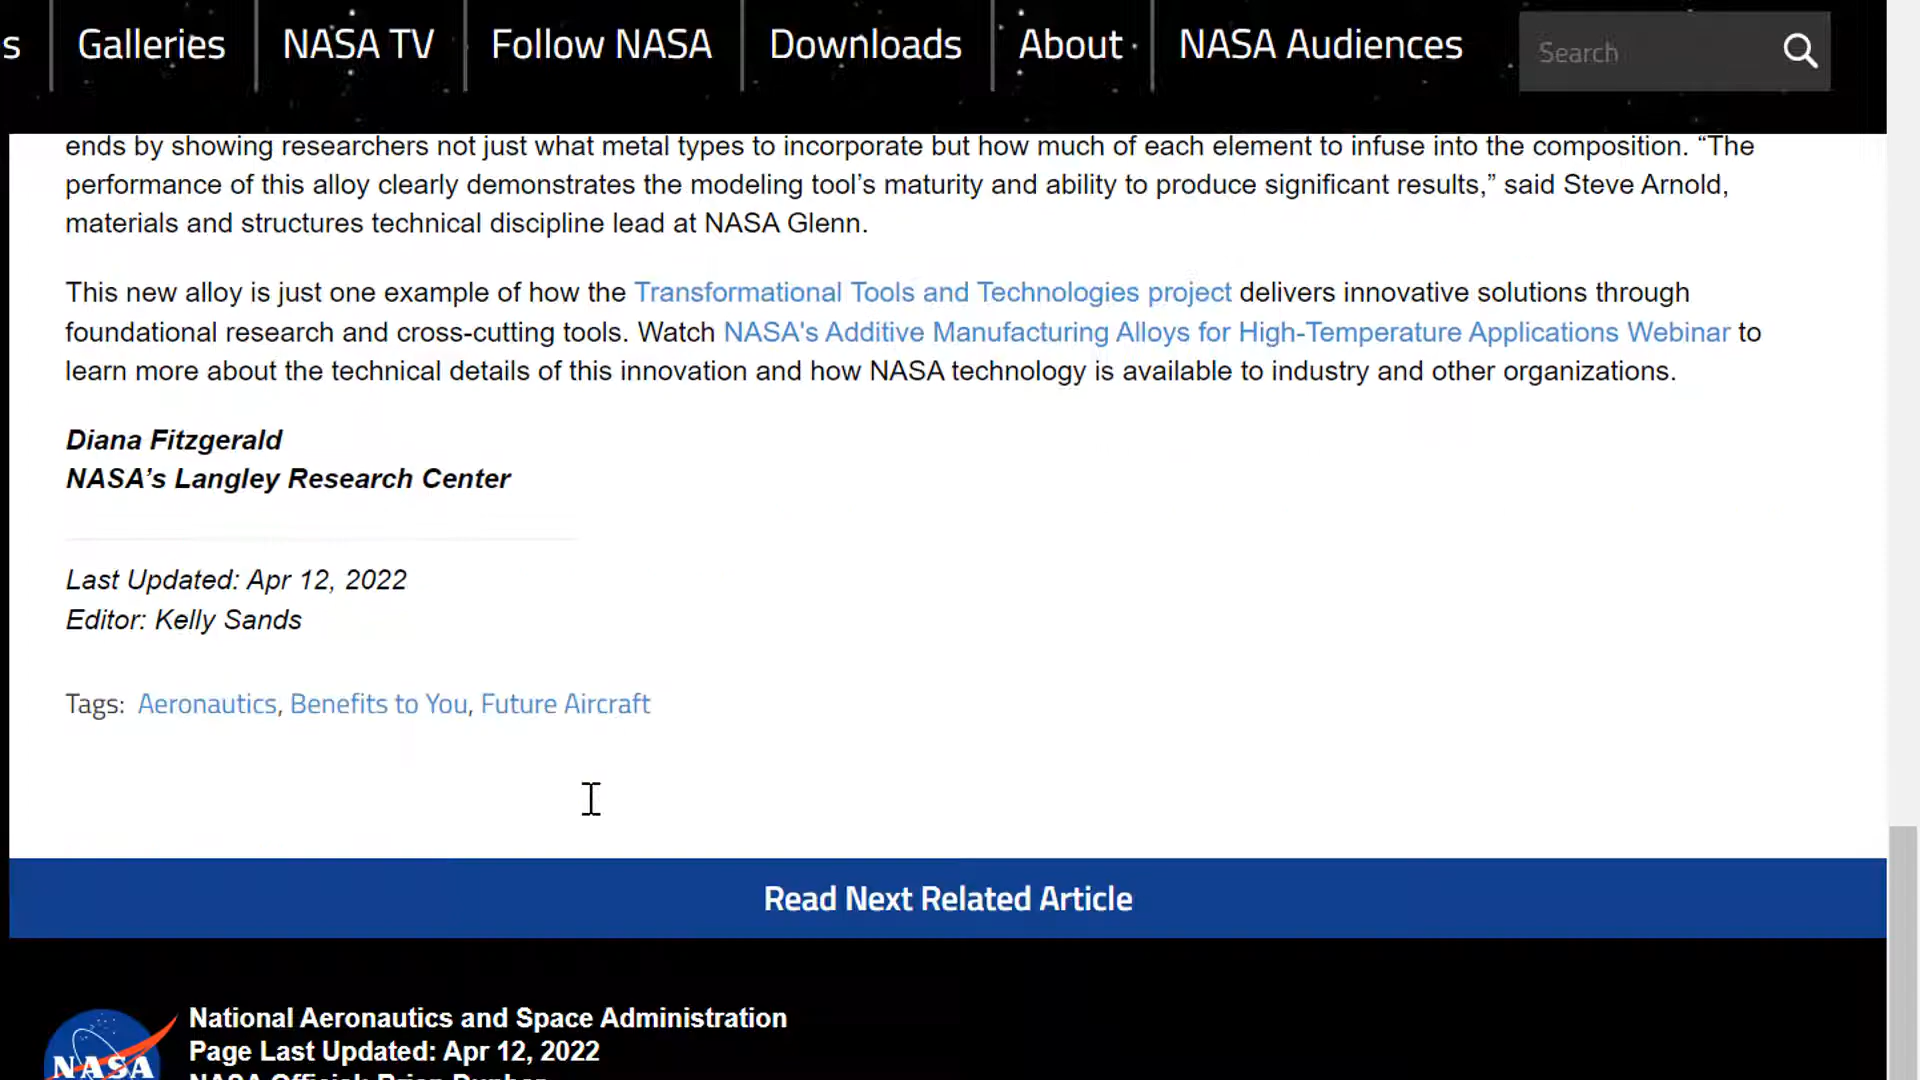 s Galleries NASA TV Follow NASA Downloads About NASA Audiences Search
ends by showing researchers not just what metal types to incorporate but how much of each element to infuse into the composition. “The
performance of this alloy clearly demonstrates the modeling tool’s maturity and ability to produce significant results,” said Steve Arnold,
materials and structures technical discipline lead at NASA Glenn.
This new alloy is just one example of how the Transformational Tools and Technologies project delivers innovative solutions through
foundational research and cross-cutting tools. Watch NASA's Additive Manufacturing Alloys for High-Temperature Applications Webinar to
learn more about the technical details of this innovation and how NASA technology is available to industry and other organizations.
Diana Fitzgerald
NASA’s Langley Research Center
Last Updated: Apr 12, 2022
Editor: Kelly Sands
Tags: Aeronautics, Benefits to You, Future Aircraft
Read Next Related Article
National Aeronautics and Space Administration
Page Last Updated: Apr 12, 2022
NASA
NASA Official: Brian Dunbar